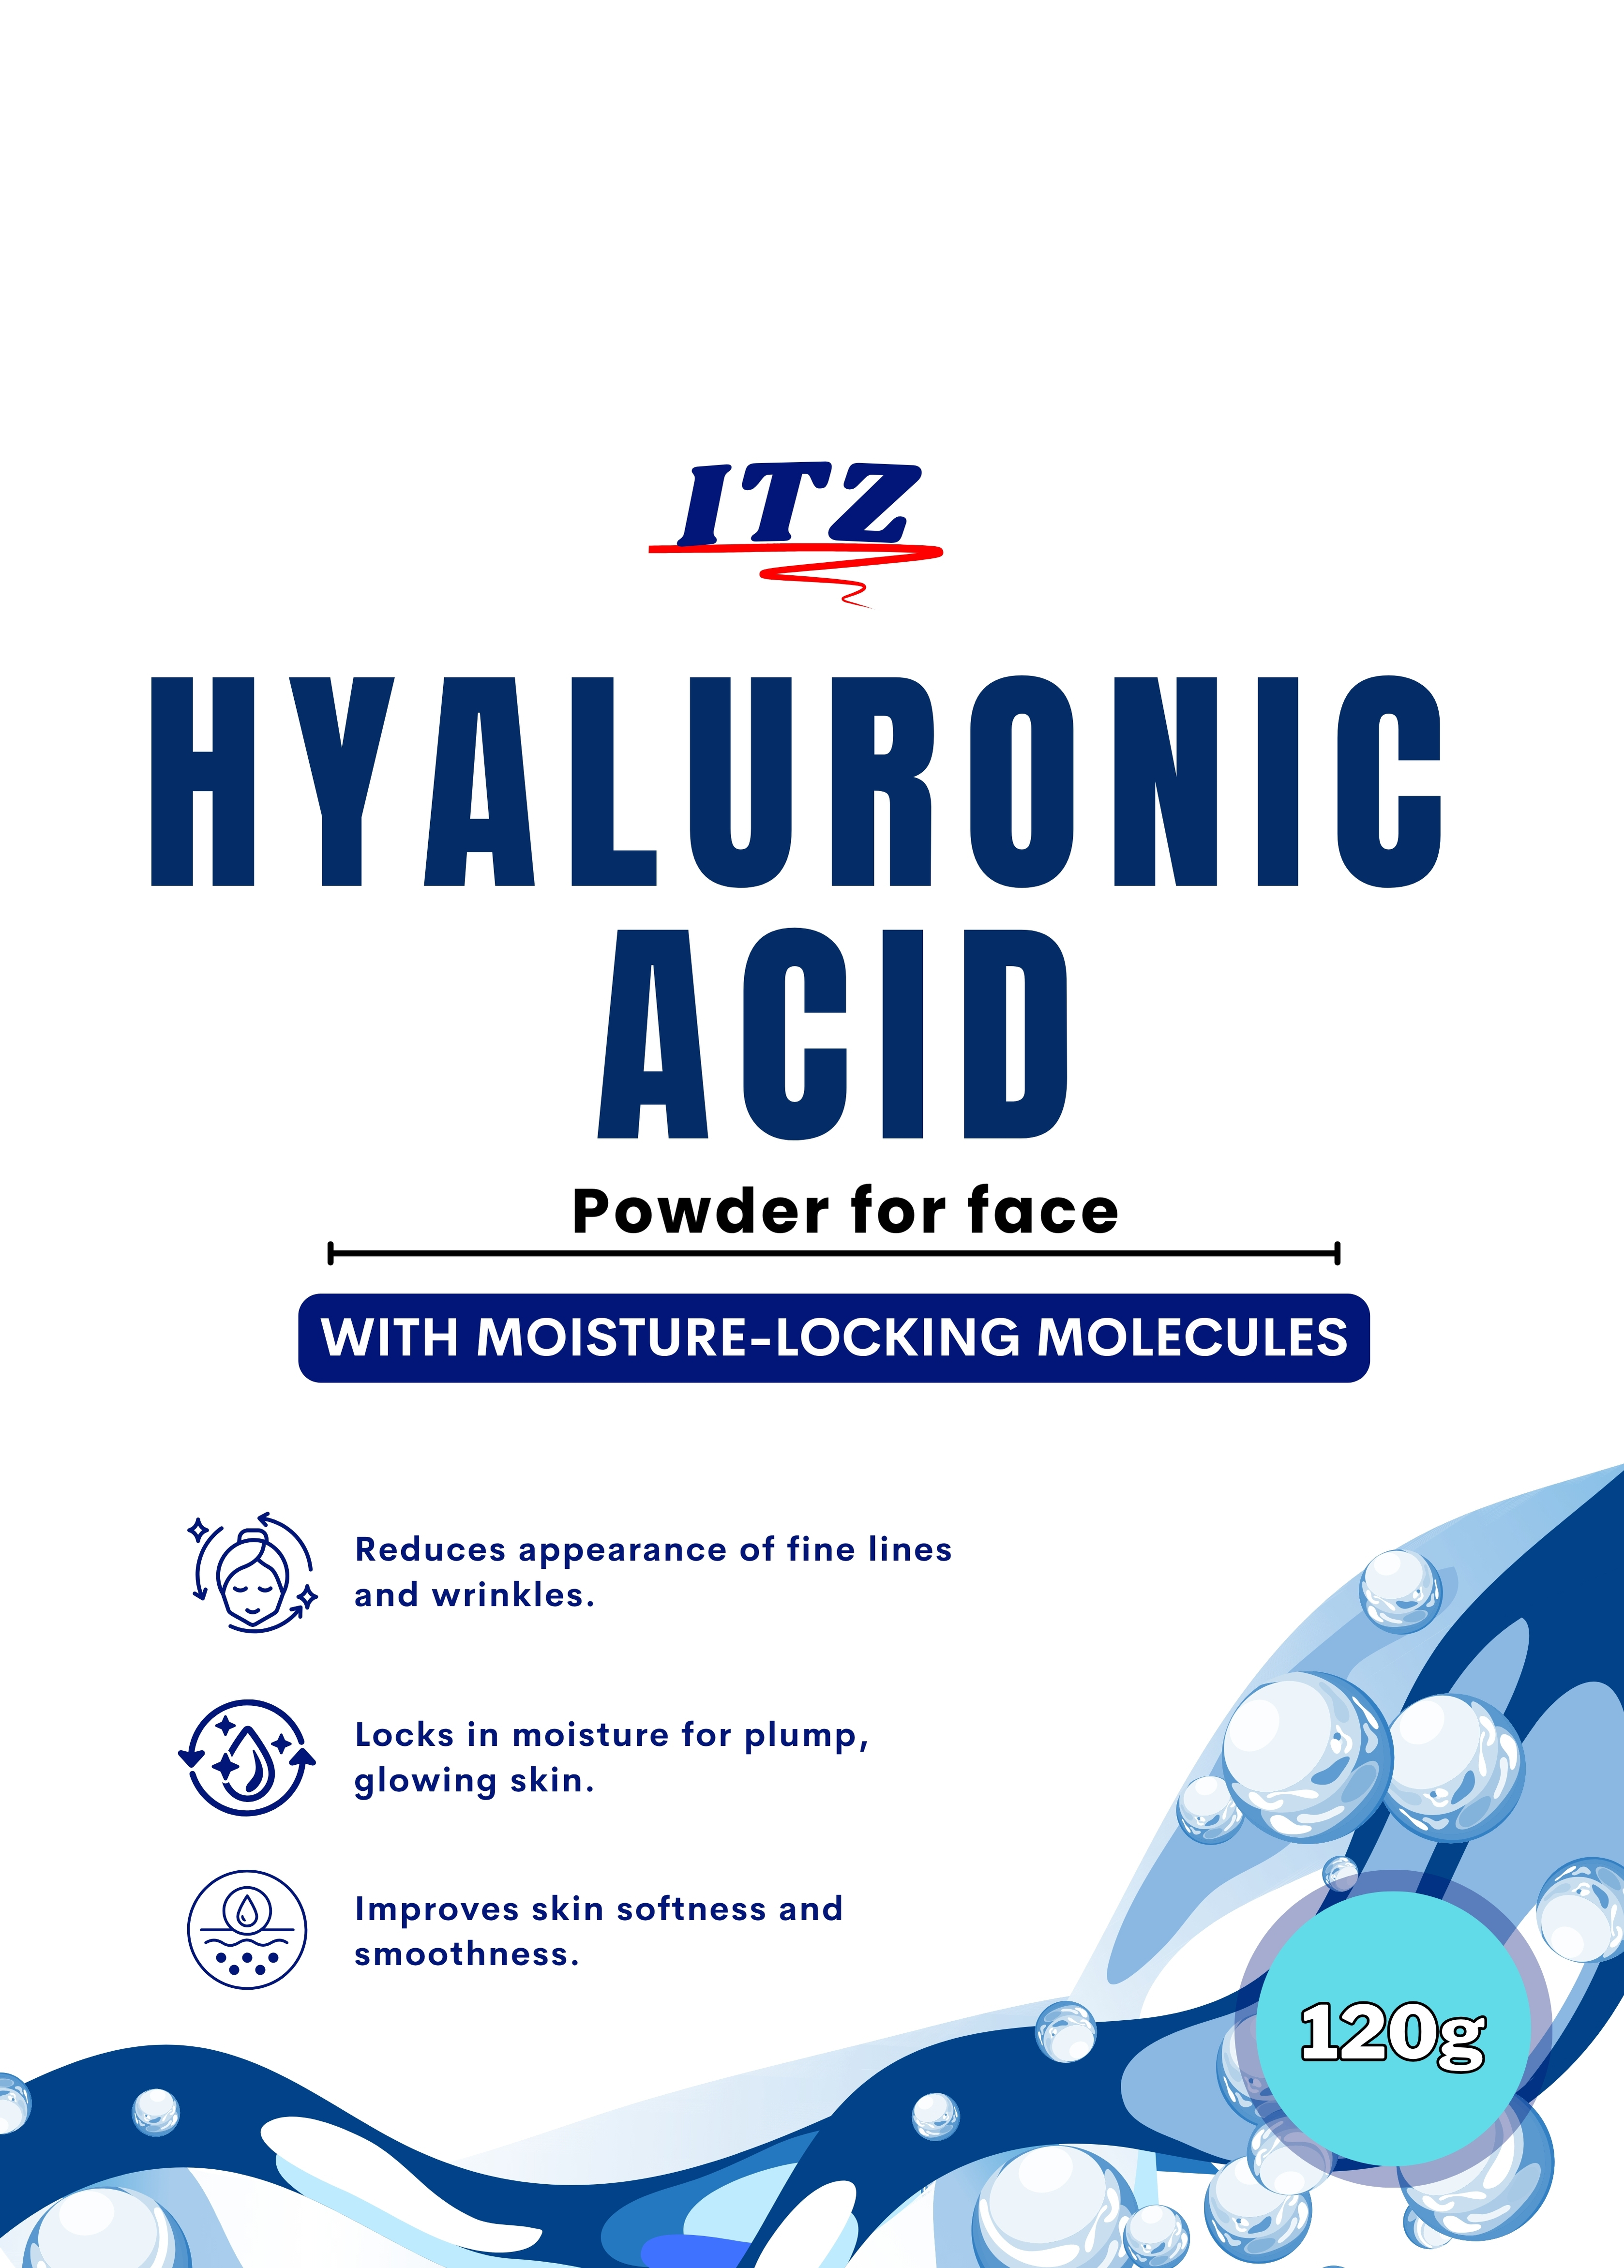 ITZ
HYALURONIC
ACID
Powder for face
WITH MOISTURE-LOCKING MOLECULES
Reduces appearance of fine lines
and wrinkles.
Locks in moisture for plump,
glowing skin.
Improves skin softness and
smoothness.
120g